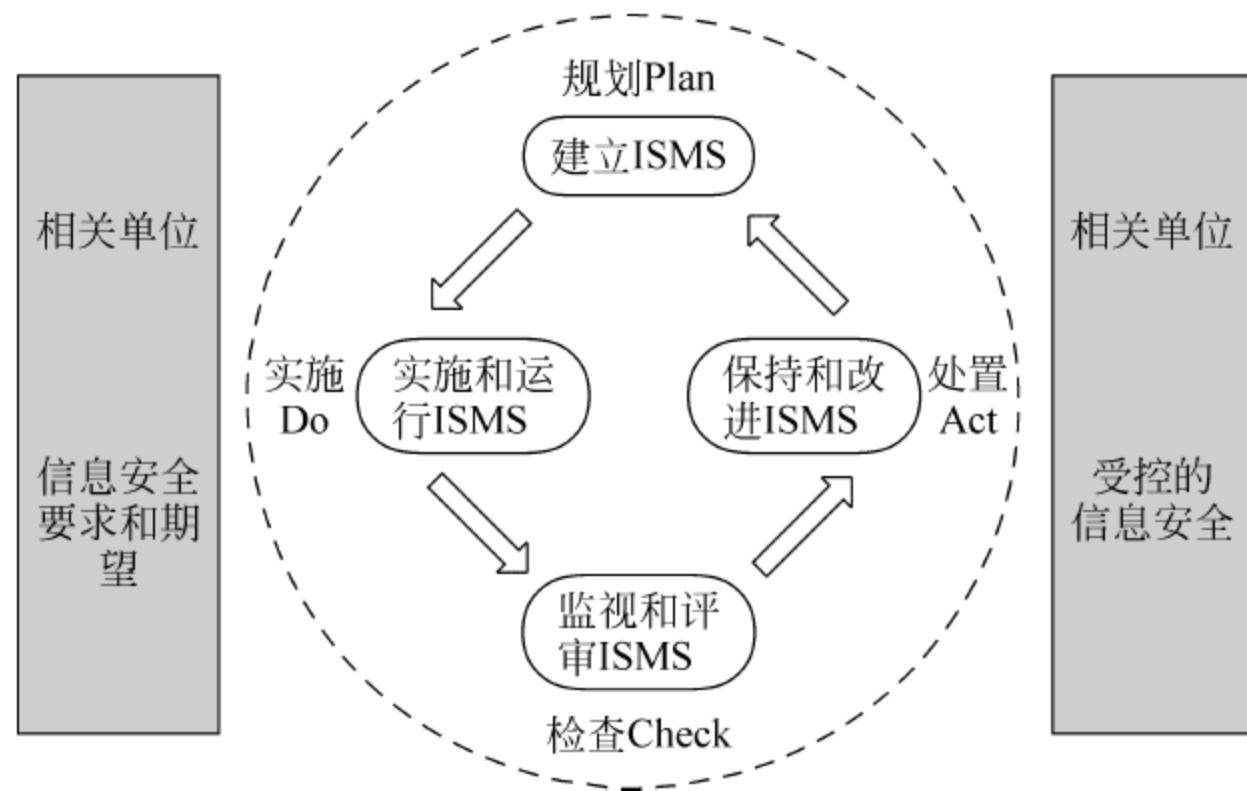 规划Plan
建立ISMS
相关单位
相关单位
实施
Do
实施和运
行ISMS
保持和改
进ISMS
处置
Act
信息安全
要求和期
望
受控的
信息安全
监视和评
审ISMS
检查Check